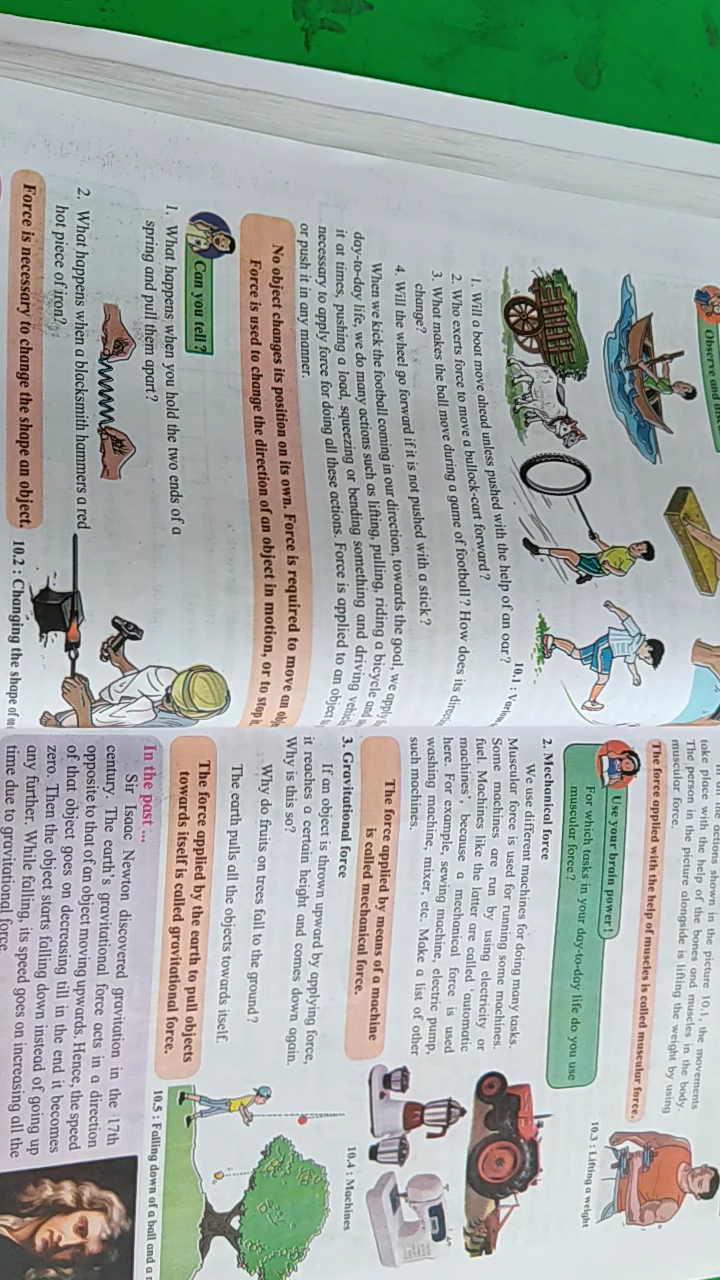 Observe and
10.1 :
1. Will a boat move ahead unless pushed with the help of an oar?
2. Who exerts force to move a bullock-cart forward?
3. What makes the ball move during a game of football? How does its
change?
4. Will the wheel go forward if it is not pushed with a stick?
When we kick the football coming in our direction, towards the goal, we apply
day-to-day life, we do many actions such as lifting, pulling, riding a bicycle and
it at times, pushing a load, squeezing or bending something and driving
necessary to apply force for doing all these actions. Force is applied to an object
or push it in any manner.
No object changes its position on its own. Force is required to move an
Force is used to change the direction of an object in motion, or to stop
Can you tell?
1. What happens when you hold the two ends of a
spring and pull them apart?
2. What happens when a blacksmith hammers a red
hot piece of iron?
Force is necessary to change the shape an object.
10.2 : Changing the shape of
actions shown in the picture 10.1, the movements
take place with the help of the bones and muscles in the body.
The person in the picture alongside is lifting the weight by using
muscular force.
The force applied with the help of muscles is called muscular force.
10.3 : Lifting a weight
Use your brain power!
For which tasks in your day-to-day life do you use
muscular force?
2. Mechanical force
We use different machines for doing many tasks.
Muscular force is used for running some machines.
Some machines are run by using electricity or
fuel. Machines like the latter are called 'automatic
machines', because a mechanical force is used
here. For example, sewing machine, electric pump,
washing machine, mixer, etc. Make a list of other
such machines.
The force applied by means of a machine
is called mechanical force.
10.4 : Machines
3. Gravitational force
If an object is thrown upward by applying force,
it reaches a certain height and comes down again.
Why is this so?
Why do fruits on trees fall to the ground?
The earth pulls all the objects towards itself.
The force applied by the earth to pull objects
towards itself is called gravitational force.
10.5 : Falling down of a ball and a
In the past ...
Sir Isaac Newton discovered gravitation in the 17th
century. The earth's gravitational force acts in a direction
opposite to that of an object moving upwards. Hence, the speed
of that object goes on decreasing till in the end it becomes
zero. Then the object starts falling down instead of going up
any further. While falling, its speed goes on increasing all the
time due to gravitational force.